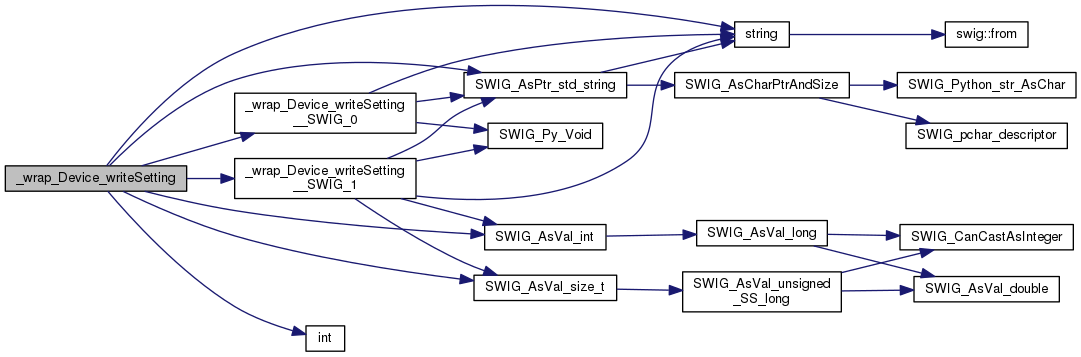 _wrap_Device_writeSetting
_wrap_Device_writeSetting
__SWIG_0
_wrap_Device_writeSetting
__SWIG_1
int
string
SWIG_AsPtr_std_string
SWIG_Py_Void
SWIG_AsVal_int
SWIG_AsVal_size_t
swig::from
SWIG_AsCharPtrAndSize
SWIG_Python_str_AsChar
SWIG_pchar_descriptor
SWIG_AsVal_long
SWIG_AsVal_unsigned
_SS_long
SWIG_CanCastAsInteger
SWIG_AsVal_double